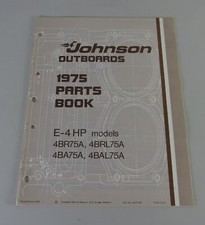 Johnson
OUTBOARDS
1975
PARTS
BOOK
E-4 HP models
4BR75A, 4BRL75A
4BA75A, 4BAL75A